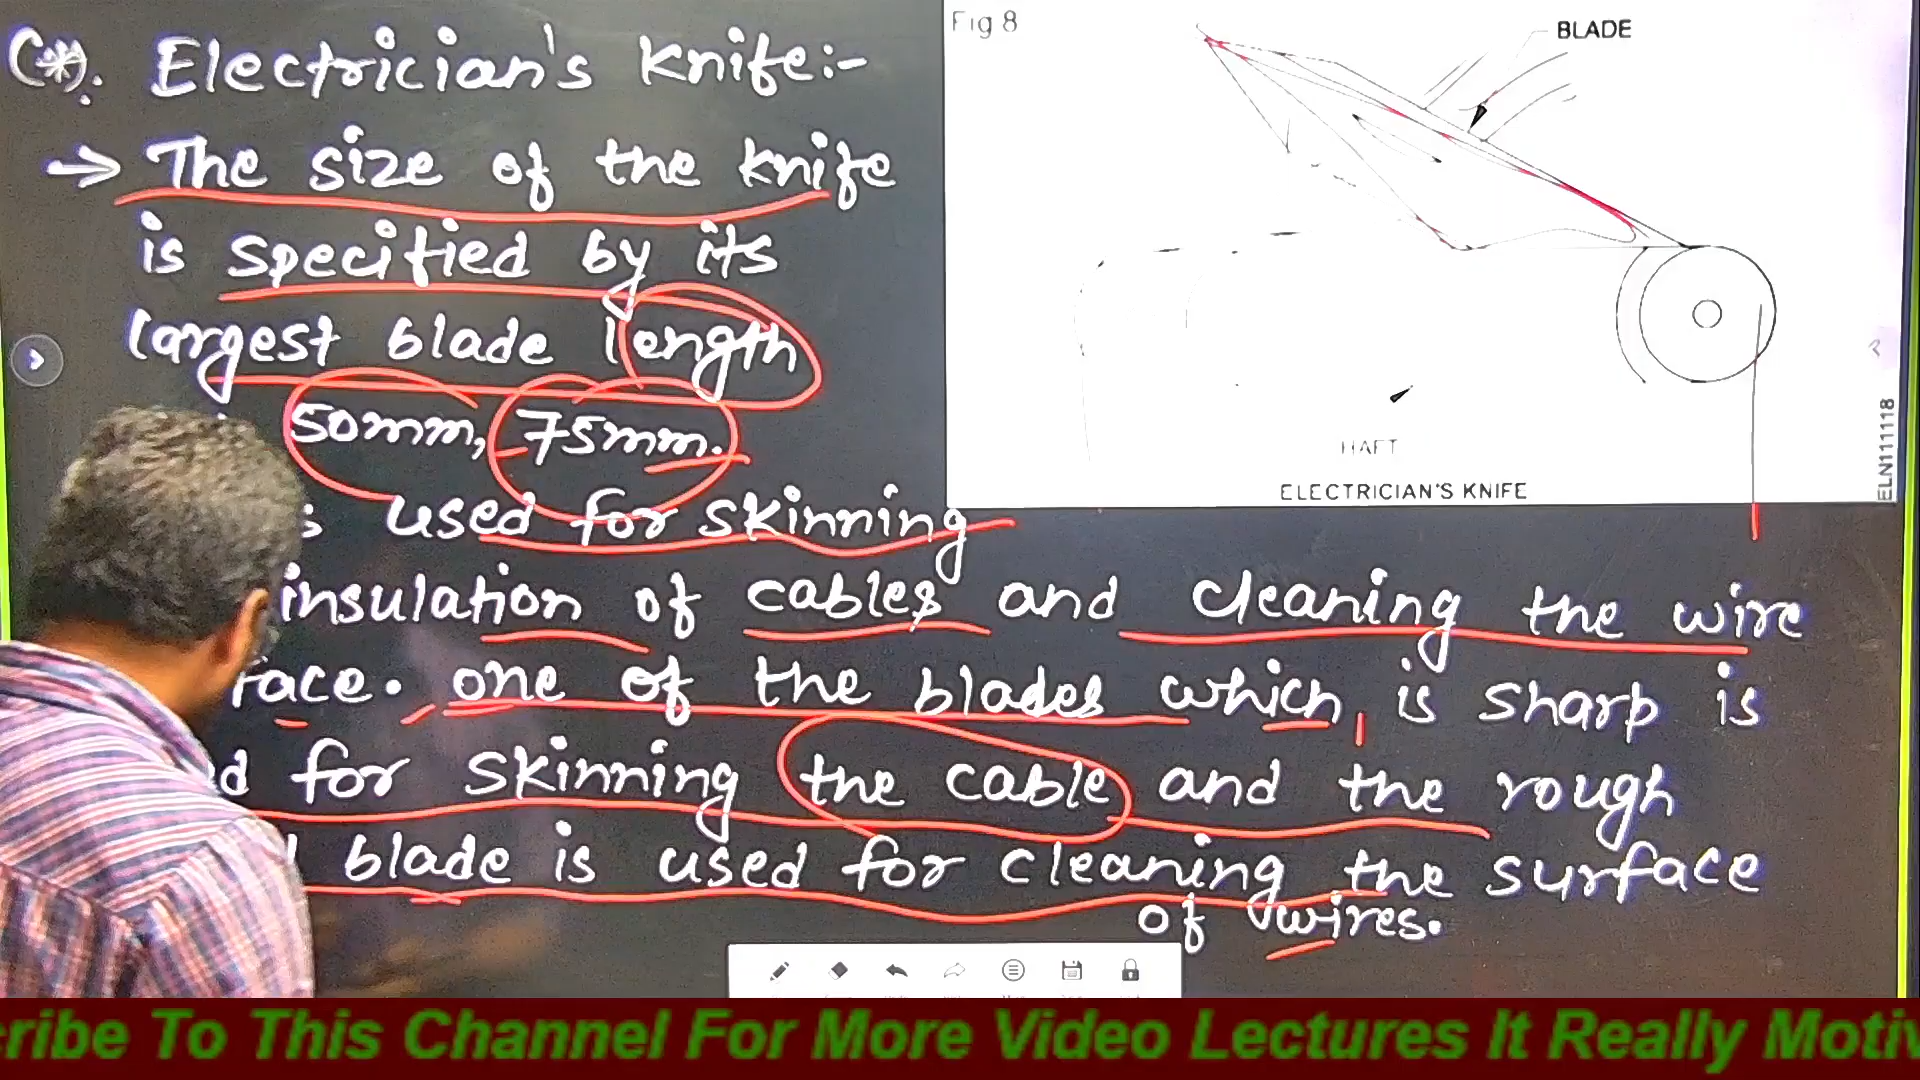 (*). Electrician's knife:-
→ The size of the knife
is specified by its
largest blade length
50mm, 75mm.
used for skinning
insulation of cables and cleaning the wire
face. one of the blades which is sharp is
for skinning the cable and the rough
blade is used for cleaning the surface
of wires.
Fig 8
BLADE
HAFT
ELECTRICIAN'S KNIFE
ELN111118
cribe To This Channel For More Video Lectures It Really Motiv